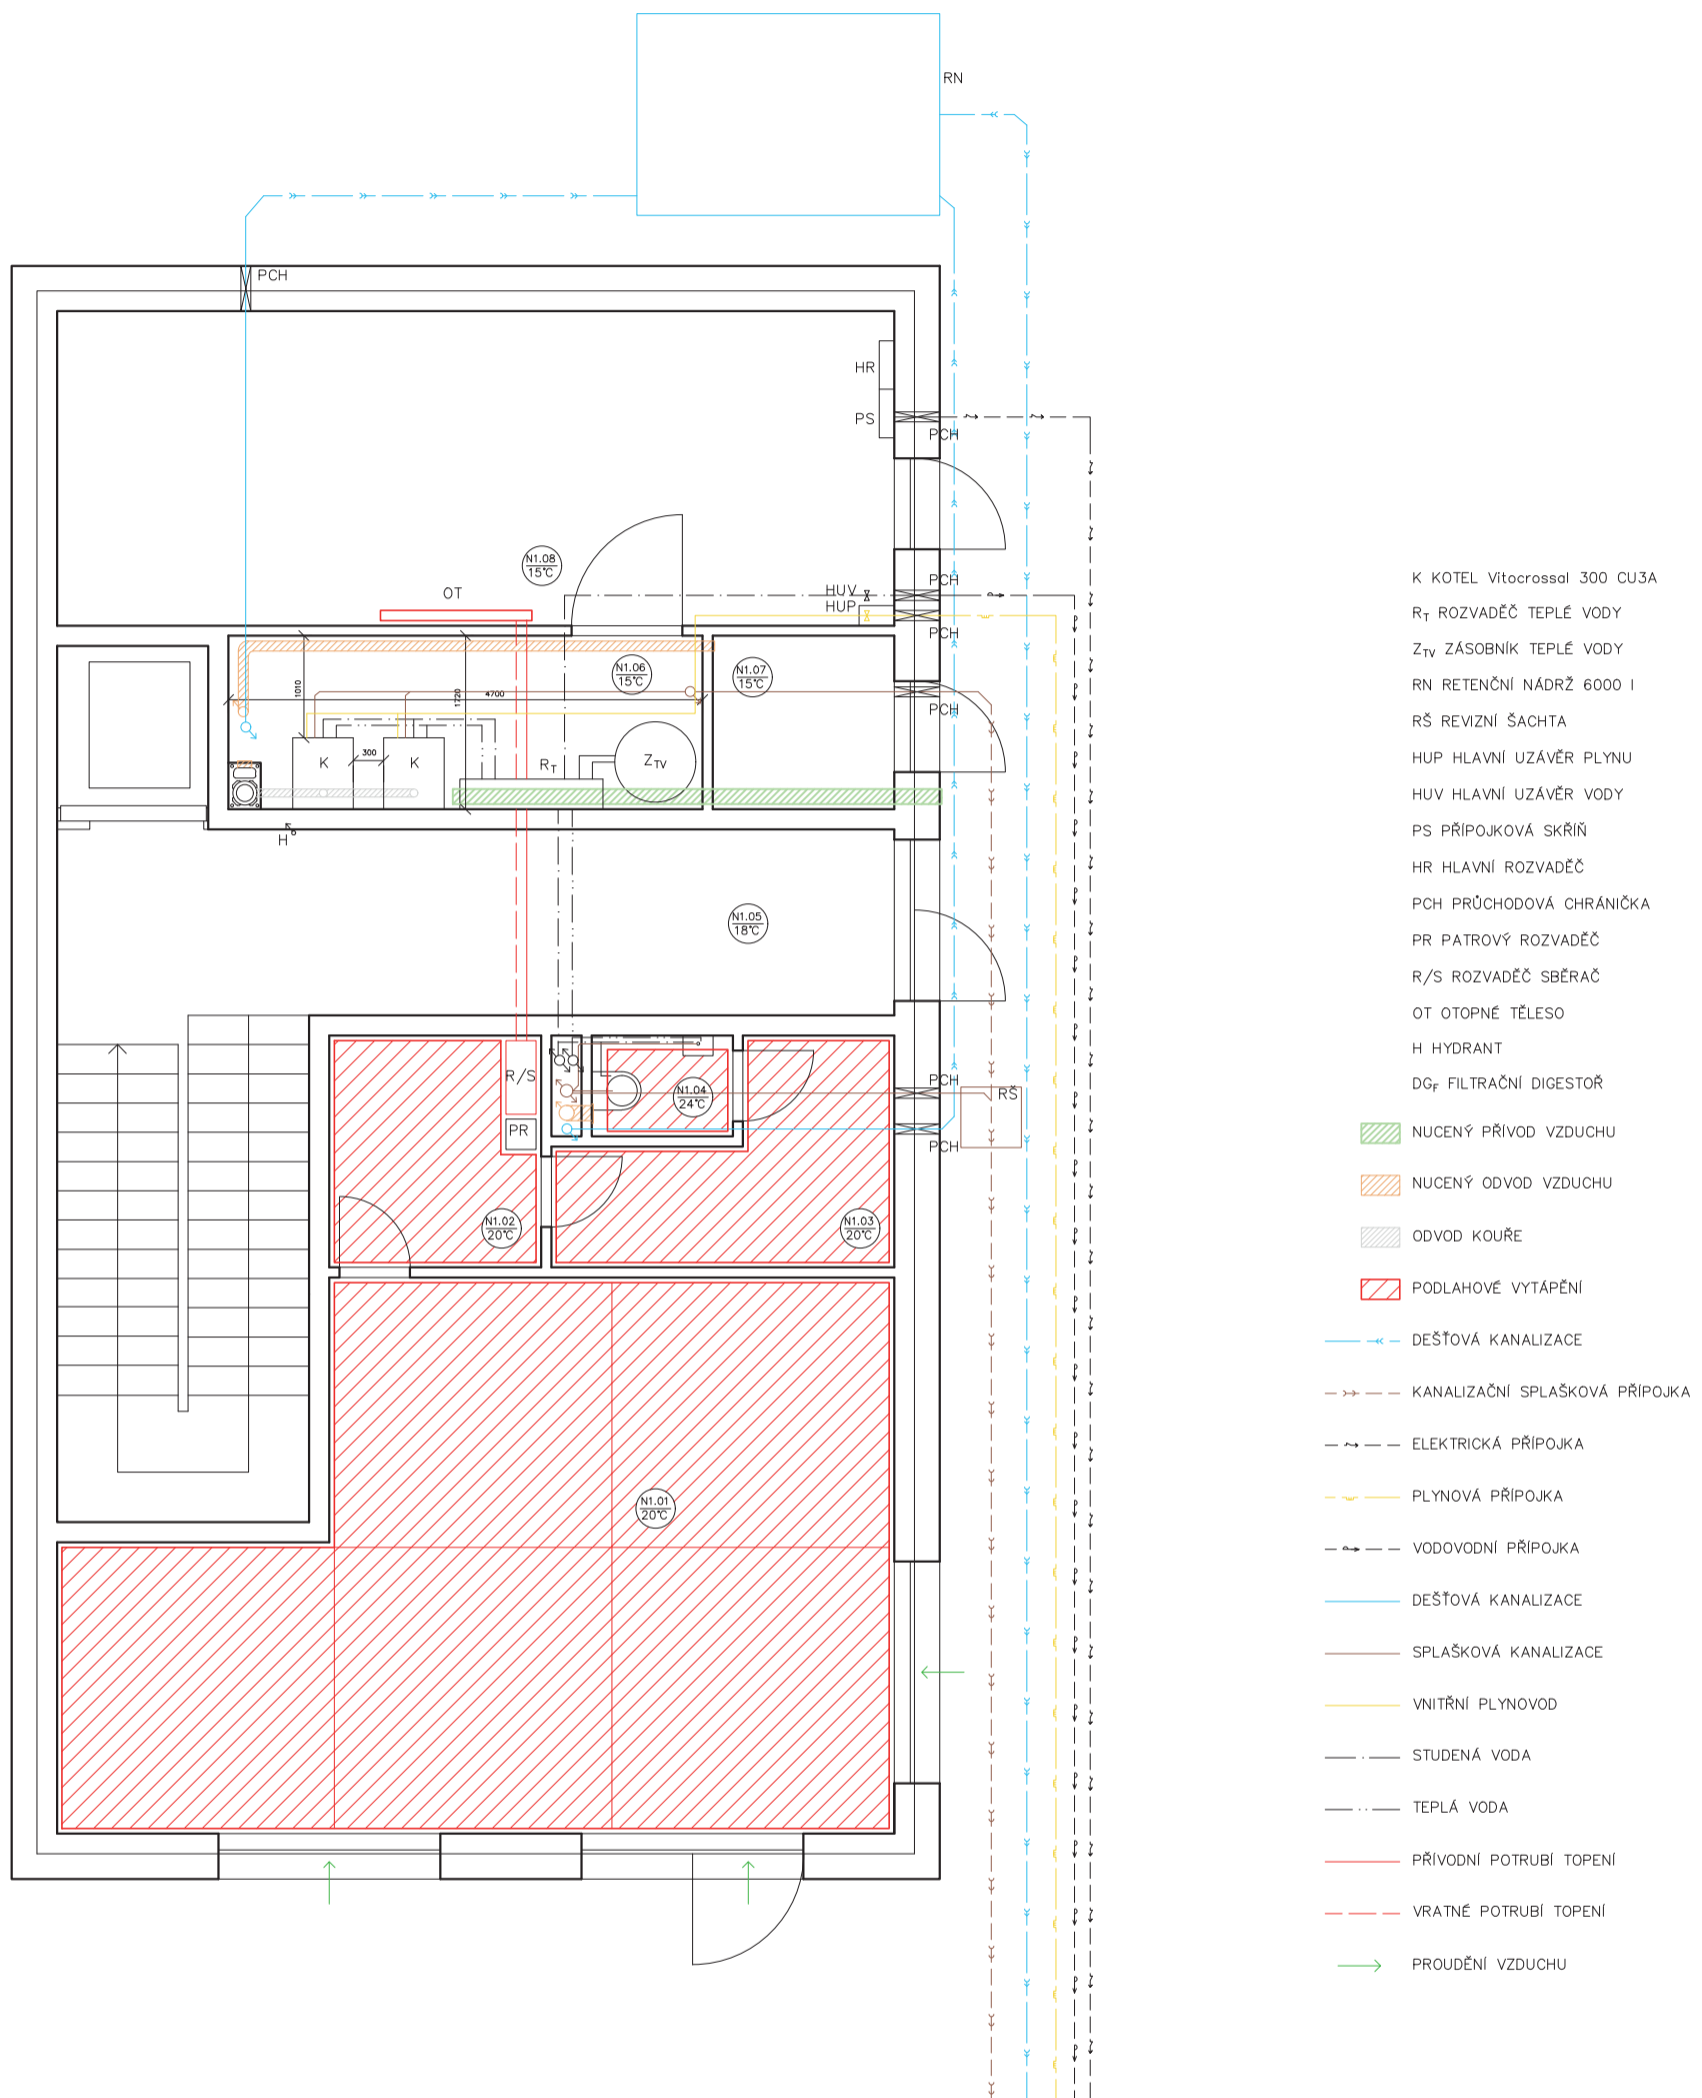 RN
PCH
HR
PS
PCH
N1.08
15°C
OT
HUV
HUP
PCH
PCH
N1.06
15°C
N1.07
15°C
1010
1720
4700
PCH
K
300
K
RT
ZTV
H
N1.05
18°C
R/S
PR
N1.04
24°C
PCH
RŠ
PCH
N1.02
20°C
N1.03
20°C
N1.01
20°C
K KOTEL Vitocrossal 300 CU3A
RT ROZVADĚČ TEPLÉ VODY
ZTV ZÁSOBNÍK TEPLÉ VODY
RN RETENČNÍ NÁDRŽ 6000 l
RŠ REVIZNÍ ŠACHTA
HUP HLAVNÍ UZÁVĚR PLYNU
HUV HLAVNÍ UZÁVĚR VODY
PS PŘÍPOJKOVÁ SKŘÍŇ
HR HLAVNÍ ROZVADĚČ
PCH PRŮCHODOVÁ CHRÁNIČKA
PR PATROVÝ ROZVADĚČ
R/S ROZVADĚČ SBĚRAČ
OT OTOPNÉ TĚLESO
H HYDRANT
DGF FILTRAČNÍ DIGESTOŘ
NUCENÝ PŘÍVOD VZDUCHU
NUCENÝ ODVOD VZDUCHU
ODVOD KOUŘE
PODLAHOVÉ VYTÁPĚNÍ
DEŠŤOVÁ KANALIZACE
KANALIZAČNÍ SPLAŠKOVÁ PŘÍPOJKA
ELEKTRICKÁ PŘÍPOJKA
PLYNOVÁ PŘÍPOJKA
VODOVODNÍ PŘÍPOJKA
DEŠŤOVÁ KANALIZACE
SPLAŠKOVÁ KANALIZACE
VNITŘNÍ PLYNOVOD
STUDENÁ VODA
TEPLÁ VODA
PŘÍVODNÍ POTRUBÍ TOPENÍ
VRATNÉ POTRUBÍ TOPENÍ
PROUDĚNÍ VZDUCHU